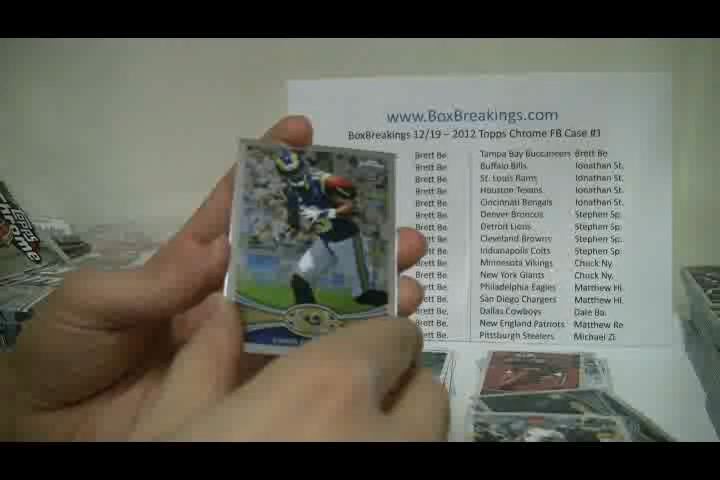 www.BoxBreakings.com
BoxBreakings 12/19 – 2012 Topps Chrome FB Case #1
Brett Be. Tampa Bay Buccaneers Brett Be
Brett Be. Buffalo Bills Jonathan St.
Brett Be. St. Louis Rams Jonathan St.
Brett Be. Houston Texans Jonathan St.
Brett Be. Cincinnati Bengals Jonathan St.
Brett Be. Denver Broncos Stephen Sp.
Brett Be. Detroit Lions Stephen Sp.
Brett Be. Cleveland Browns Stephen Sp.
Brett Be. Indianapolis Colts Stephen Sp
Brett Be. Minnesota Vikings Chuck Ny.
Brett Be. New York Giants Chuck Ny.
Brett Be. Philadelphia Eagles Matthew Hi.
Be. San Diego Chargers Matthew Hi.
Be. Dallas Cowboys Dale Ba.
Be. New England Patriots Matthew Re
Be. Pittsburgh Steelers Michael Zi.
Topps
Chrome